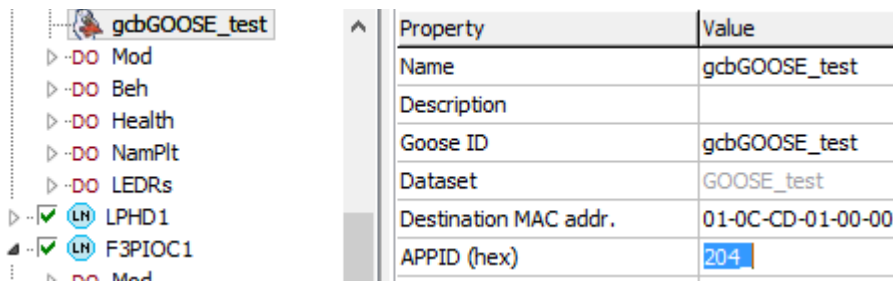 gcbGOOSE_test
DO Mod
DO Beh
DO Health
DO NamPlt
DO LEDRs
LN LPHD1
LN F3PIOC1
DO Mod
Property Value
Name gcbGOOSE_test
Description
Goose ID gcbGOOSE_test
Dataset GOOSE_test
Destination MAC addr. 01-0C-CD-01-00-00
APPID (hex) 204